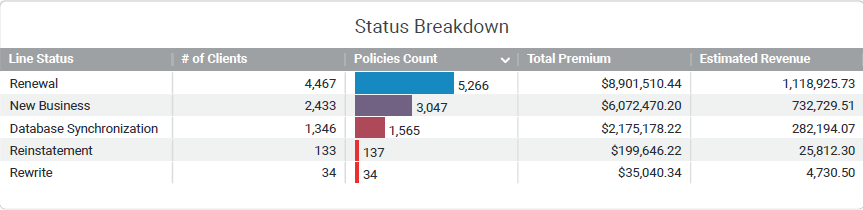 Status Breakdown
Line Status # of Clients Policies Count Total Premium Estimated Revenue
Renewal 4,467 5,266 $8,901,510.44 1,118,925.73
New Business 2,433 3,047 $6,072,470.20 732,729.51
Database Synchronization 1,346 1,565 $2,175,178.22 282,194.07
Reinstatement 133 137 $199,646.22 25,812.30
Rewrite 34 34 $35,040.34 4,730.50